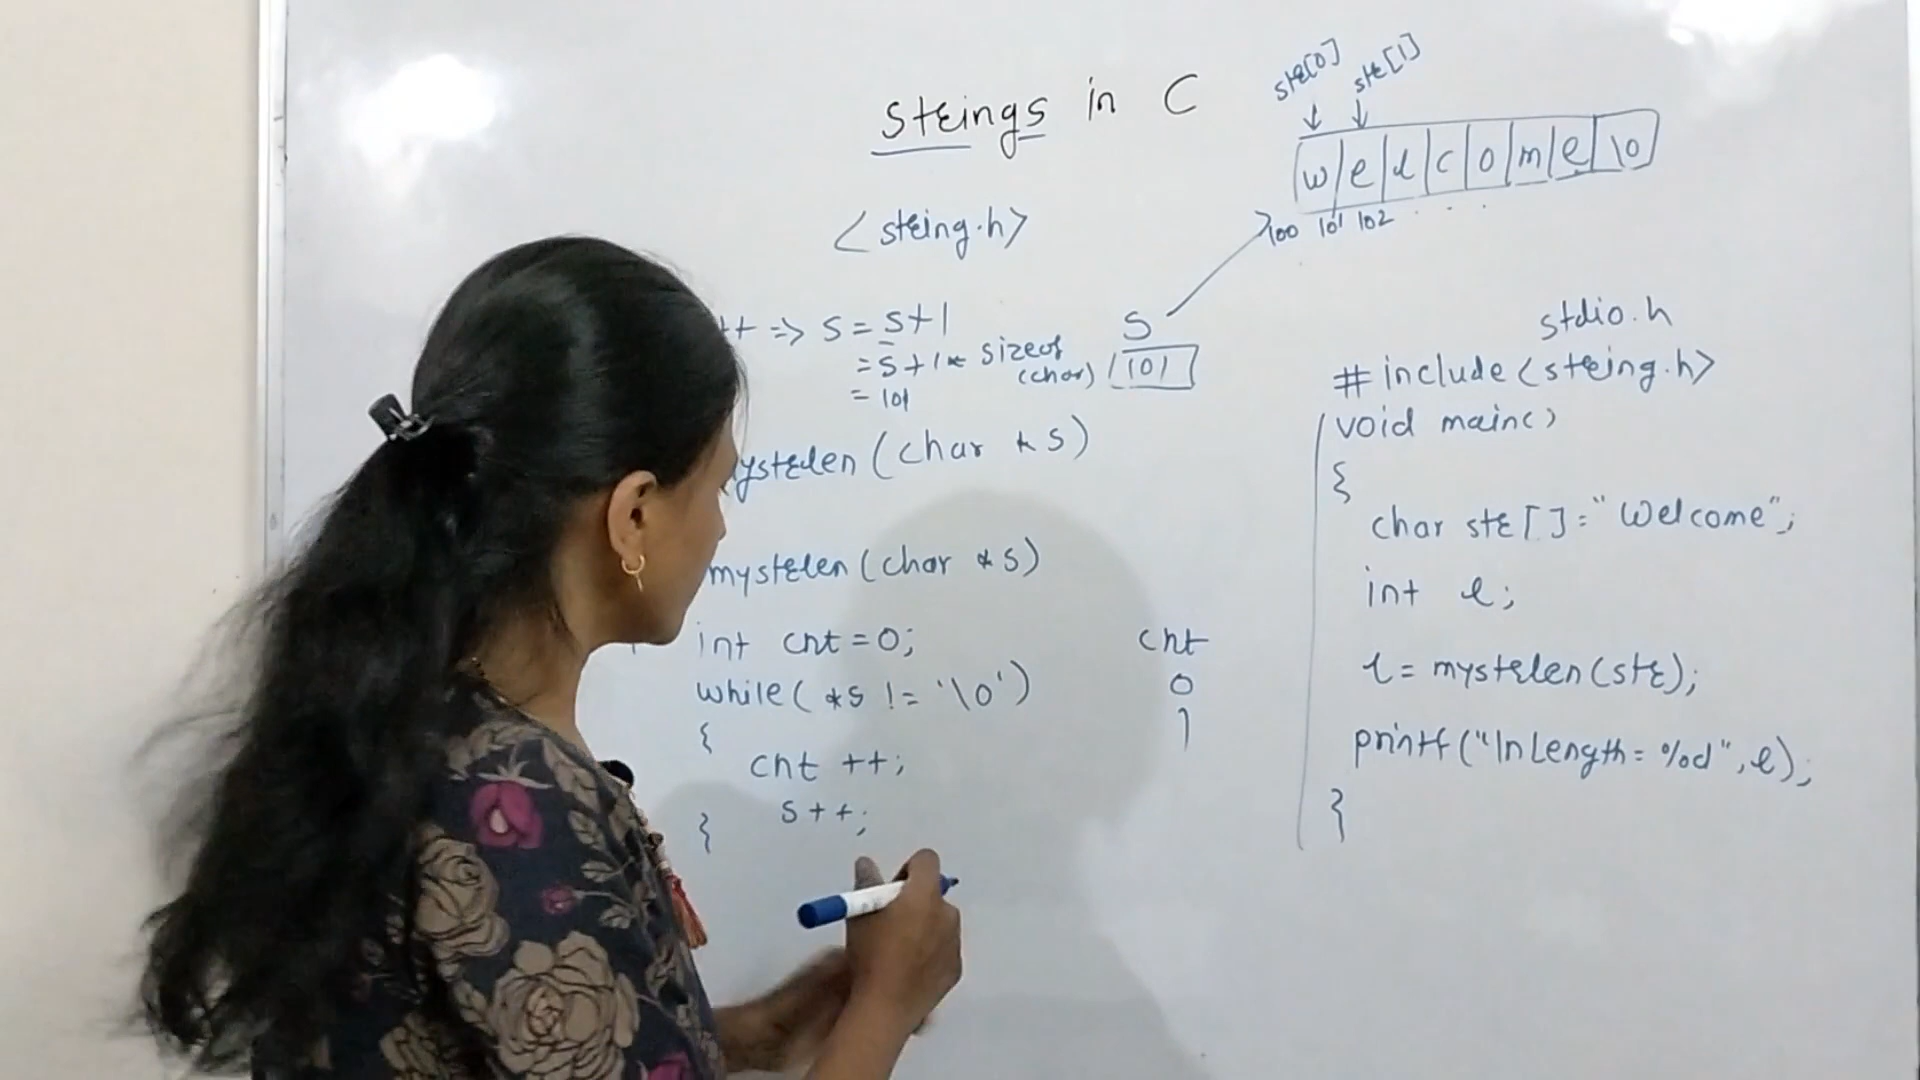 Strings in C
<string.h>
++ => s = s+1
= s + 1 * sizeof
(char)
= 101
s
101
mystrlen (char *s)
mystrlen (char *s)
int cnt = 0;
while( *s != '\0')
{
cnt ++;
s++;
}
cnt
0
1
str[0] str[1]
w e l c o m e \0
100 101 102 . . .
stdio.h
# include <string.h>
void main()
{
char str[] = "Welcome";
int l;
l = mystrlen(str);
printf("\nLength = %d", l);
}